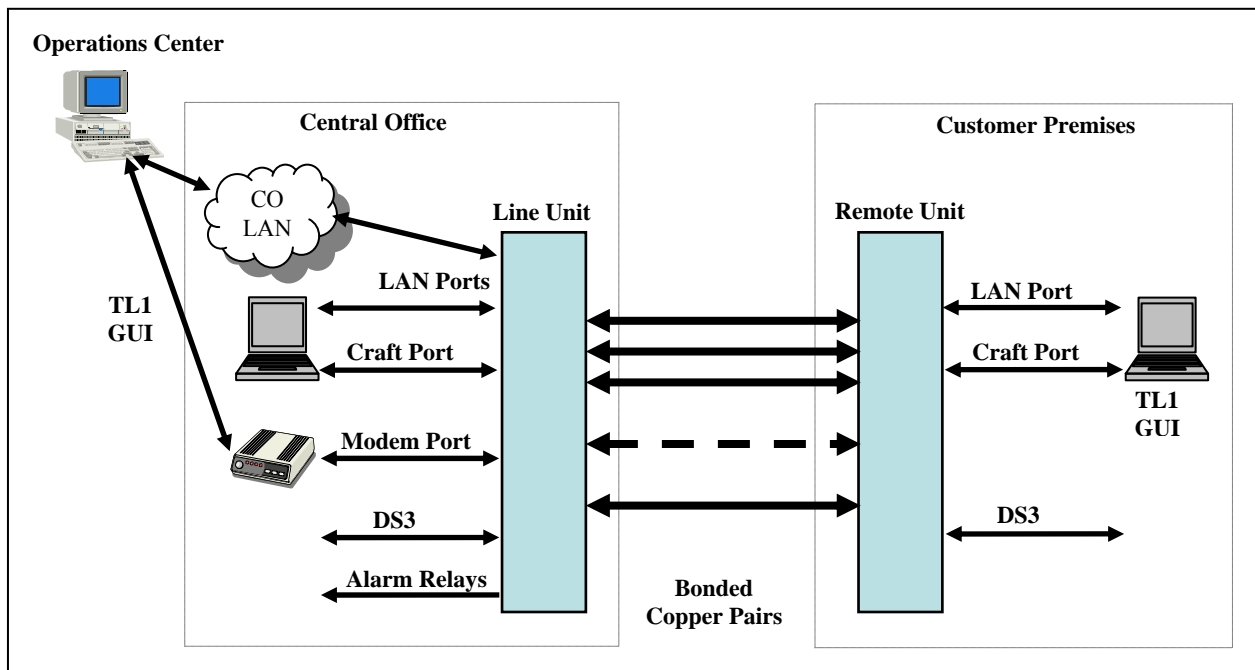 Operations Center
Central Office
Customer Premises
CO
LAN
Line Unit
Remote Unit
LAN Ports
LAN Port
TL1
GUI
Craft Port
Craft Port
TL1
GUI
Modem Port
DS3
DS3
Alarm Relays
Bonded
Copper Pairs